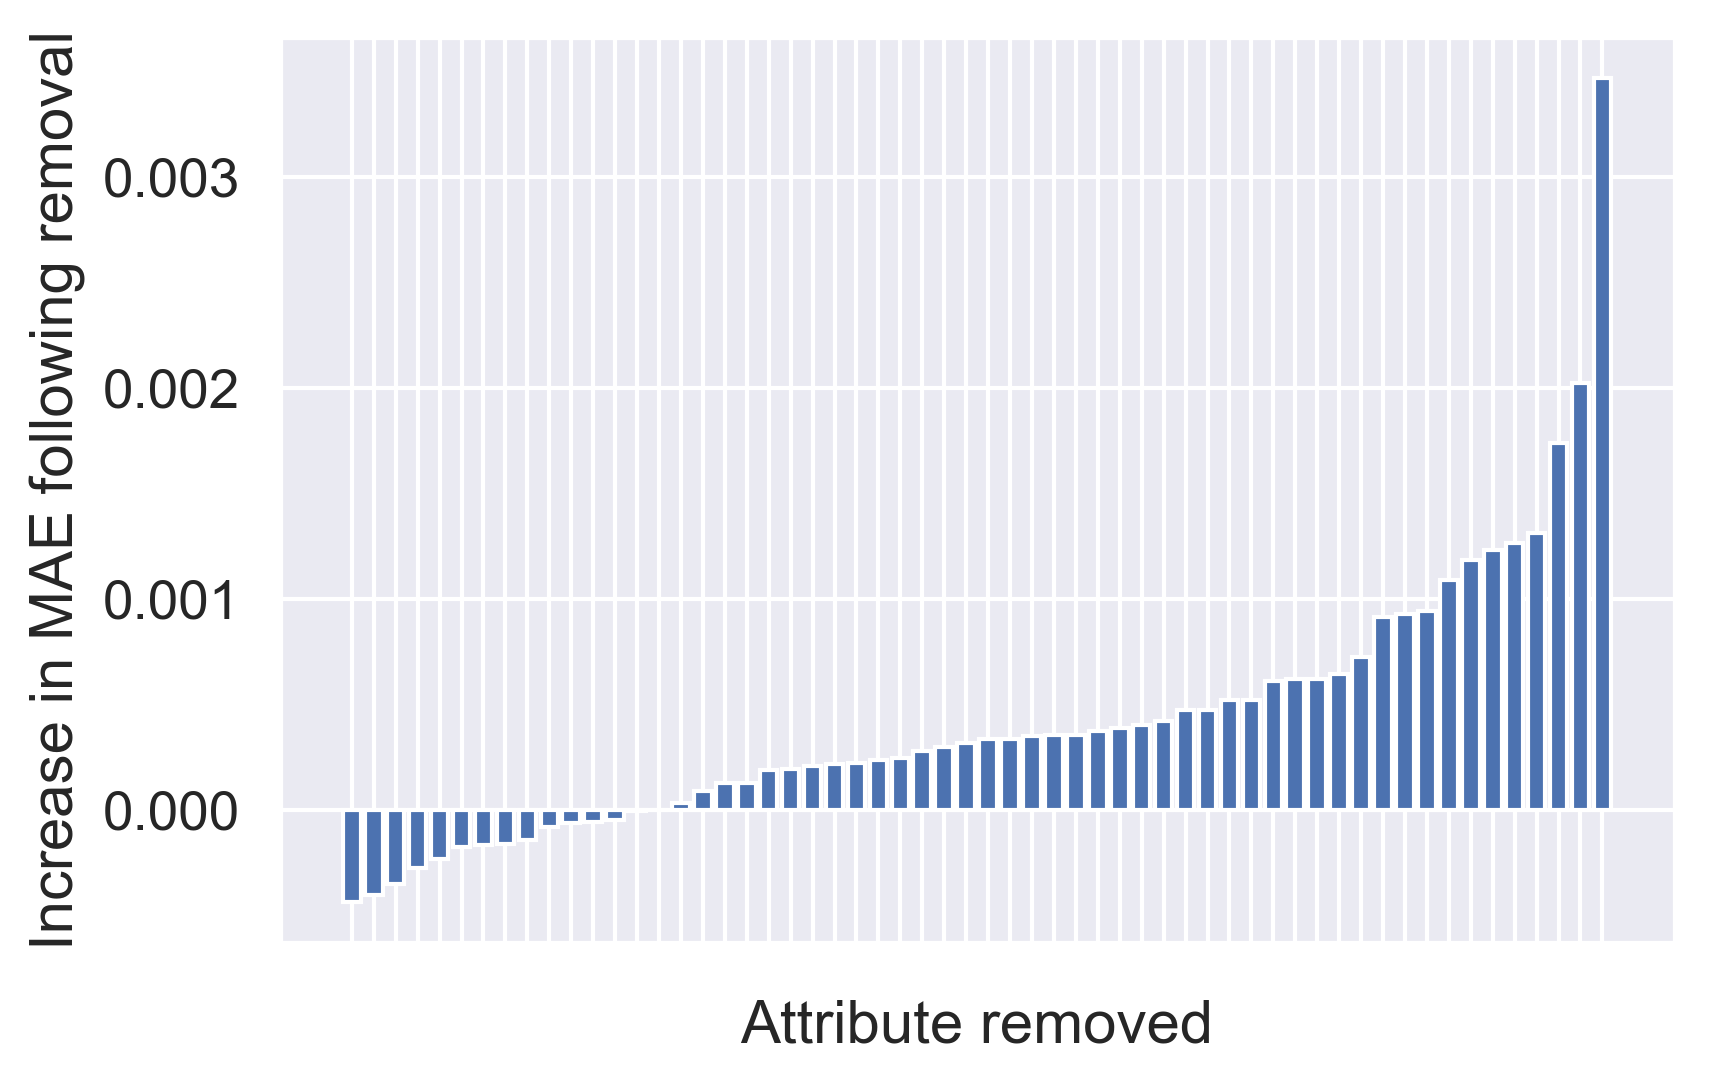 Increase in MAE following removal
0.003
0.002
0.001
0.000
Attribute removed